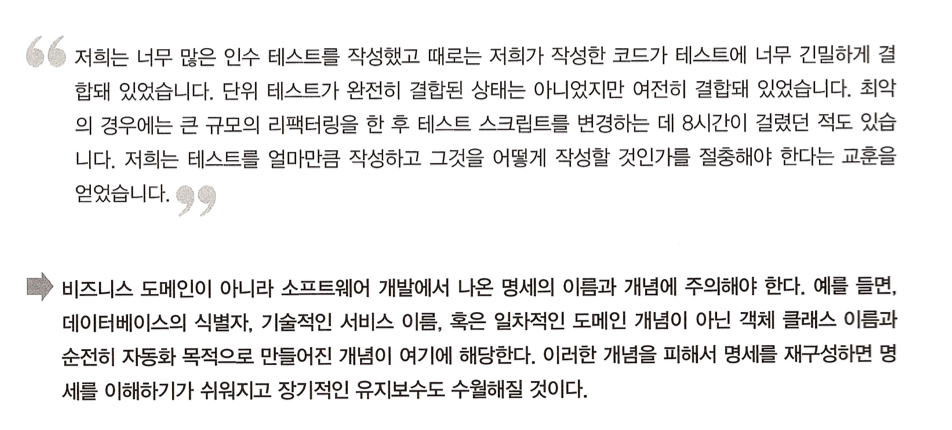 “ 저희는 너무 많은 인수 테스트를 작성했고 때로는 저희가 작성한 코드가 테스트에 너무 긴밀하게 결
합돼 있었습니다. 단위 테스트가 완전히 결합된 상태는 아니었지만 여전히 결합돼 있었습니다. 최악
의 경우에는 큰 규모의 리팩터링을 한 후 테스트 스크립트를 변경하는 데 8시간이 걸렸던 적도 있습
니다. 저희는 테스트를 얼마만큼 작성하고 그것을 어떻게 작성할 것인가를 절충해야 한다는 교훈을
얻었습니다. ”
비즈니스 도메인이 아니라 소프트웨어 개발에서 나온 명세의 이름과 개념에 주의해야 한다. 예를 들면,
데이터베이스의 식별자, 기술적인 서비스 이름, 혹은 일차적인 도메인 개념이 아닌 객체 클래스 이름과
순전히 자동화 목적으로 만들어진 개념이 여기에 해당한다. 이러한 개념을 피해서 명세를 재구성하면 명
세를 이해하기가 쉬워지고 장기적인 유지보수도 수월해질 것이다.